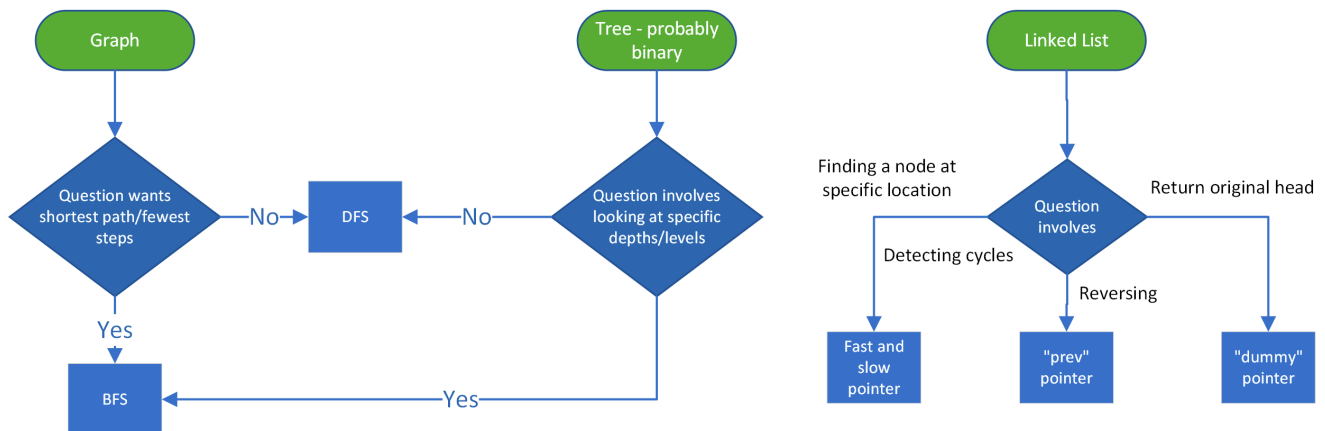 Graph
Question wants
shortest path/fewest
steps
No
DFS
Yes
BFS
Tree - probably
binary
Question involves
looking at specific
depths/levels
No
Yes
Linked List
Question
involves
Finding a node at
specific location
Detecting cycles
Fast and
slow
pointer
Reversing
"prev"
pointer
Return original head
"dummy"
pointer